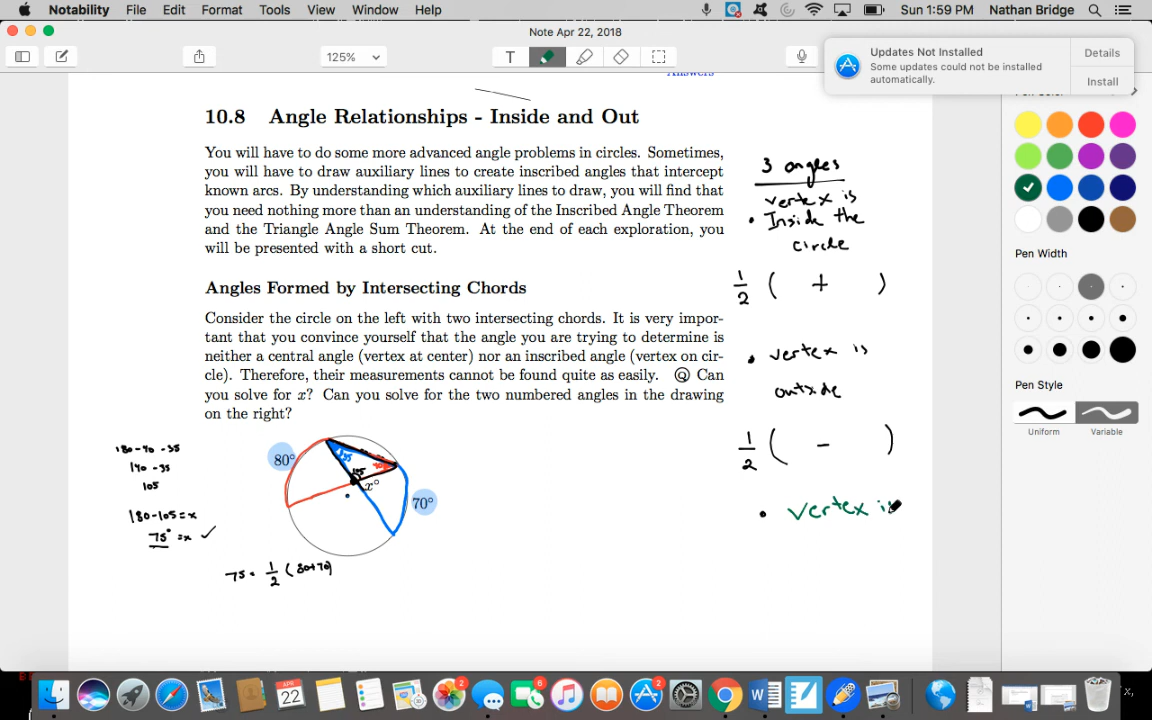 Notability File Edit Format Tools View Window Help Sun 1:59 PM Nathan Bridge
Note Apr 22, 2018
125%
T
Updates Not Installed
Some updates could not be installed
automatically.
Details
Install
Answers
10.8 Angle Relationships - Inside and Out
You will have to do some more advanced angle problems in circles. Sometimes,
you will have to draw auxiliary lines to create inscribed angles that intercept
known arcs. By understanding which auxiliary lines to draw, you will find that
you need nothing more than an understanding of the Inscribed Angle Theorem
and the Triangle Angle Sum Theorem. At the end of each exploration, you
will be presented with a short cut.
Angles Formed by Intersecting Chords
Consider the circle on the left with two intersecting chords. It is very impor-
tant that you convince yourself that the angle you are trying to determine is
neither a central angle (vertex at center) nor an inscribed angle (vertex on cir-
cle). Therefore, their measurements cannot be found quite as easily. Ⓠ Can
you solve for x? Can you solve for the two numbered angles in the drawing
on the right?
180-40-35
140-35
105
180-105=x
75°=x ✓
80°
35
40
105
x°
70°
75 = 1/2 (80+70)
3 angles
vertex is
• Inside the
circle
1/2 ( + )
• vertex is
outside
1/2 ( - )
• vertex is
Pen Color
Pen Width
Pen Style
Uniform Variable
APR
22
2
6
2
x,